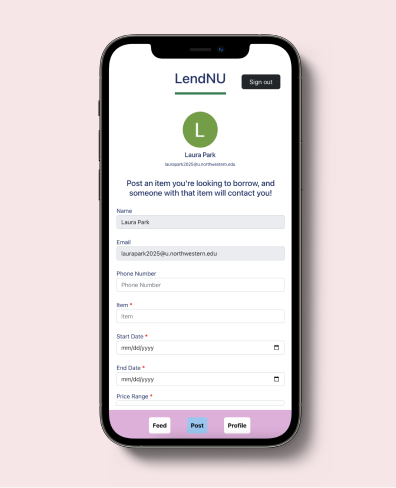 LendNU
Sign out
L
Laura Park
laurapark2025@u.northwestern.edu
Post an item you're looking to borrow, and
someone with that item will contact you!
Name
Laura Park
Email
laurapark2025@u.northwestern.edu
Phone Number
Phone Number
Item *
Item
Start Date *
mm/dd/yyyy
End Date *
mm/dd/yyyy
Price Range *
Feed
Post
Profile